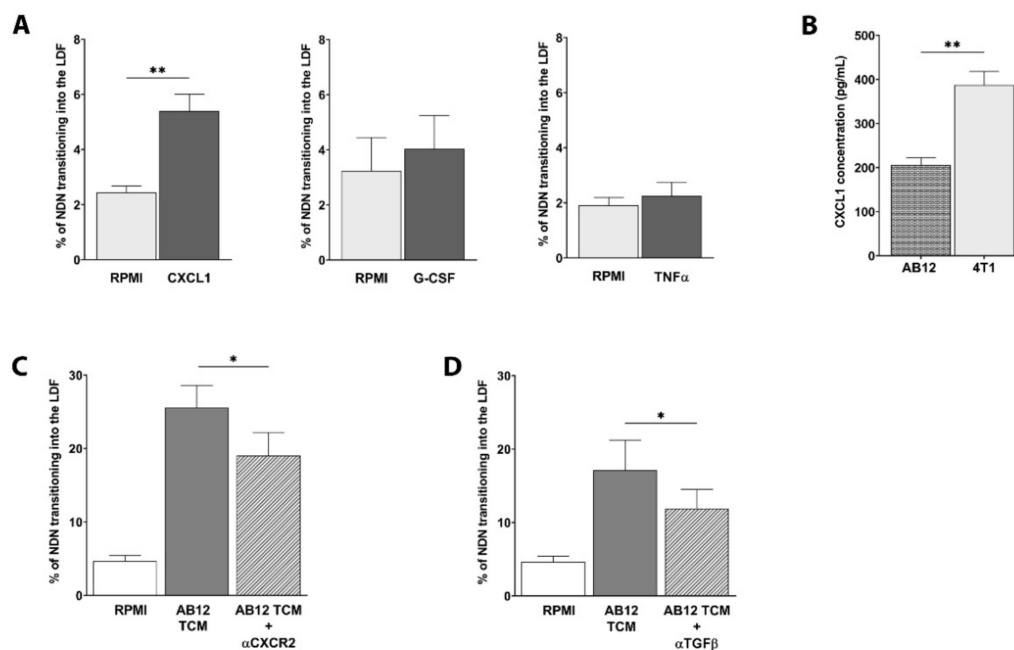 A
% of NDN transitioning into the LDF
8
6
4
2
0
**
RPMI CXCL1
% of NDN transitioning into the LDF
8
6
4
2
0
RPMI G-CSF
% of NDN transitioning into the LDF
8
6
4
2
0
RPMI TNFα
B
CXCL1 concentration (pg/mL)
500
400
300
200
100
0
**
AB12 4T1
C
% of NDN transitioning into the LDF
30
20
10
0
*
RPMI AB12 AB12 TCM
TCM +
αCXCR2
D
% of NDN transitioning into the LDF
30
20
10
0
*
RPMI AB12 AB12 TCM
TCM +
αTGFβ